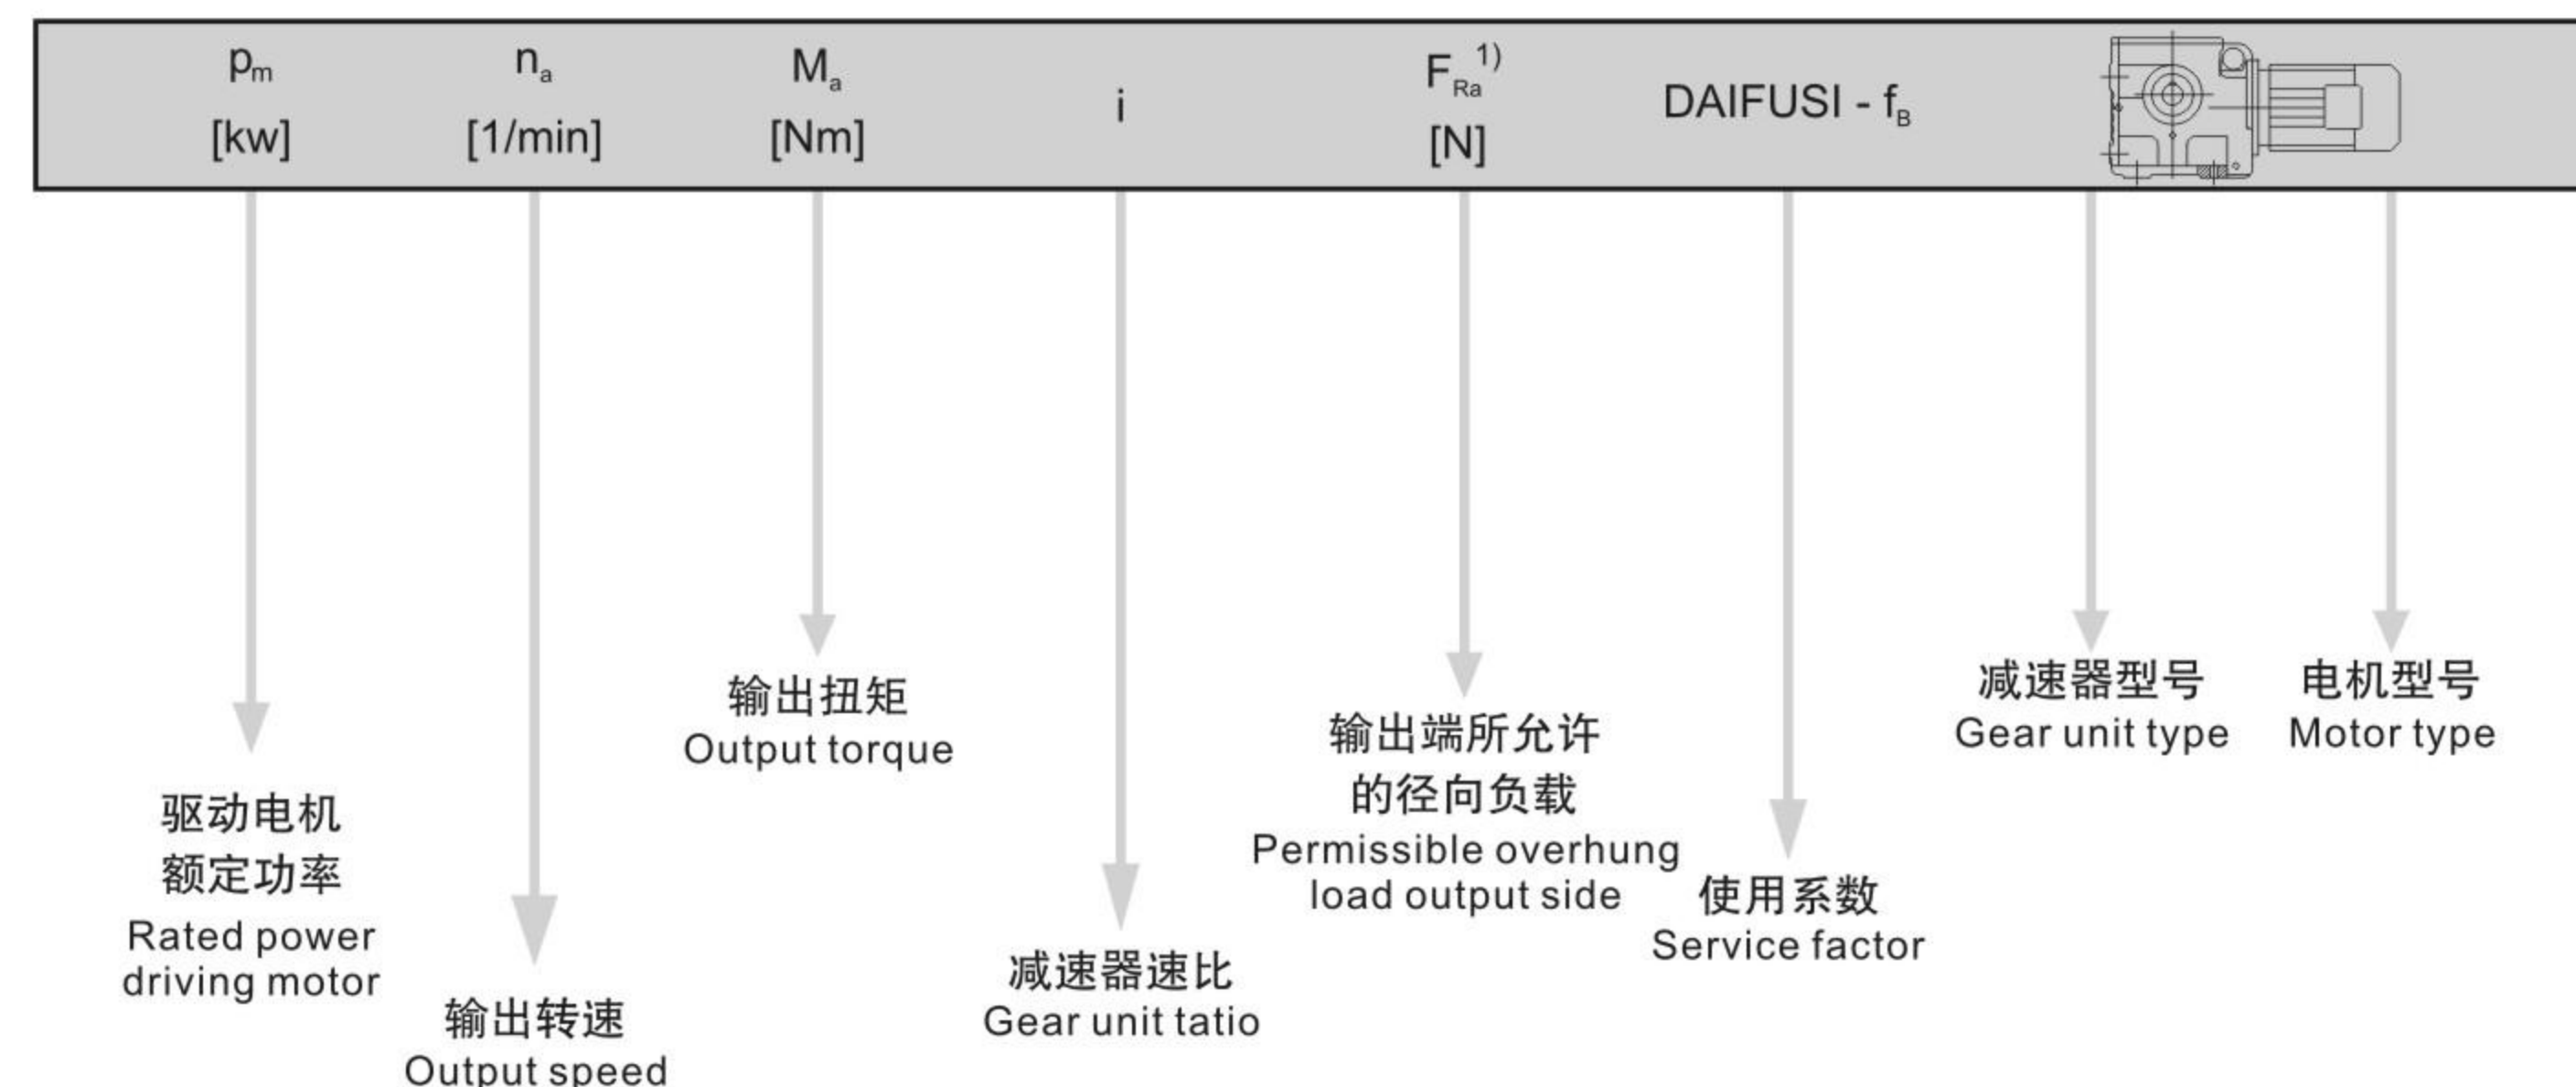 pm
[kw]
na
[1/min]
Ma
[Nm]
i
FRa1)
[N]
DAIFUSI - fB
驱动电机
额定功率
Rated power
driving motor
输出转速
Output speed
输出扭矩
Output torque
减速器速比
Gear unit tatio
输出端所允许
的径向负载
Permissible overhung
load output side
使用系数
Service factor
减速器型号
Gear unit type
电机型号
Motor type